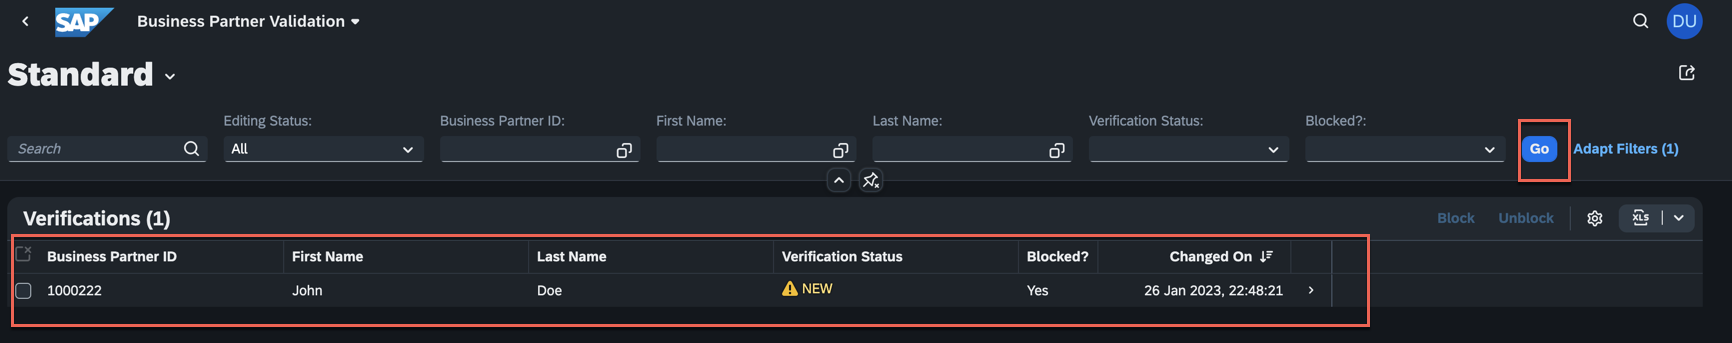 SAP Business Partner Validation DU
Standard
Editing Status: Business Partner ID: First Name: Last Name: Verification Status: Blocked?:
Search All Go Adapt Filters (1)
Verifications (1) Block Unblock XLS
Business Partner ID First Name Last Name Verification Status Blocked? Changed On
1000222 John Doe NEW Yes 26 Jan 2023, 22:48:21